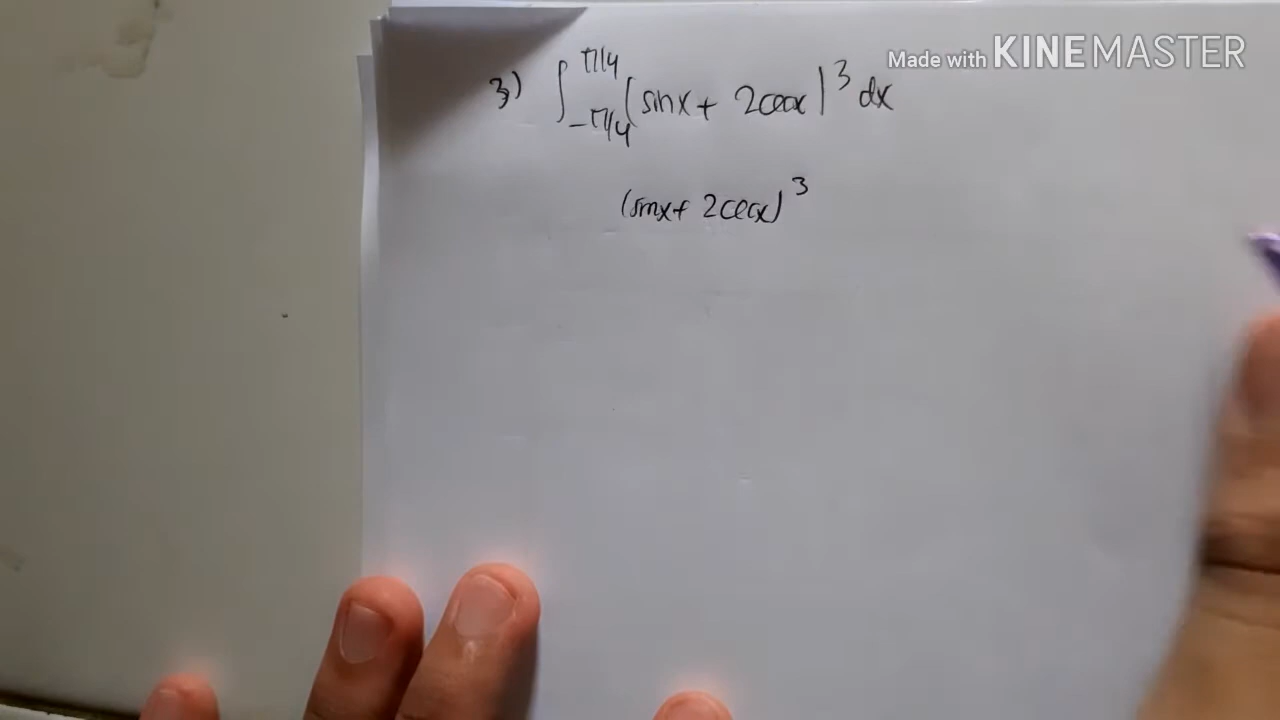 Made with KINEMASTER
3) ∫_{-π/4}^{π/4} (sinx + 2cosx)^3 dx
(sinx + 2cosx)^3